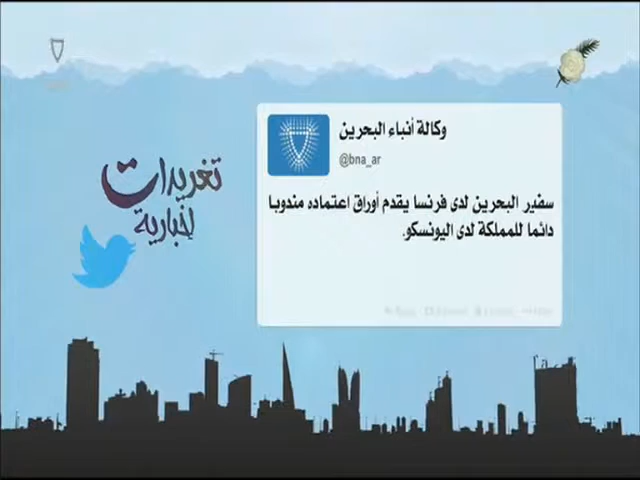 تغريدات
إخبارية
وكالة أنباء البحرين
@bna_ar
سفير البحرين لدى فرنسا يقدم أوراق اعتماده مندوبا
دائما للمملكة لدى اليونسكو.